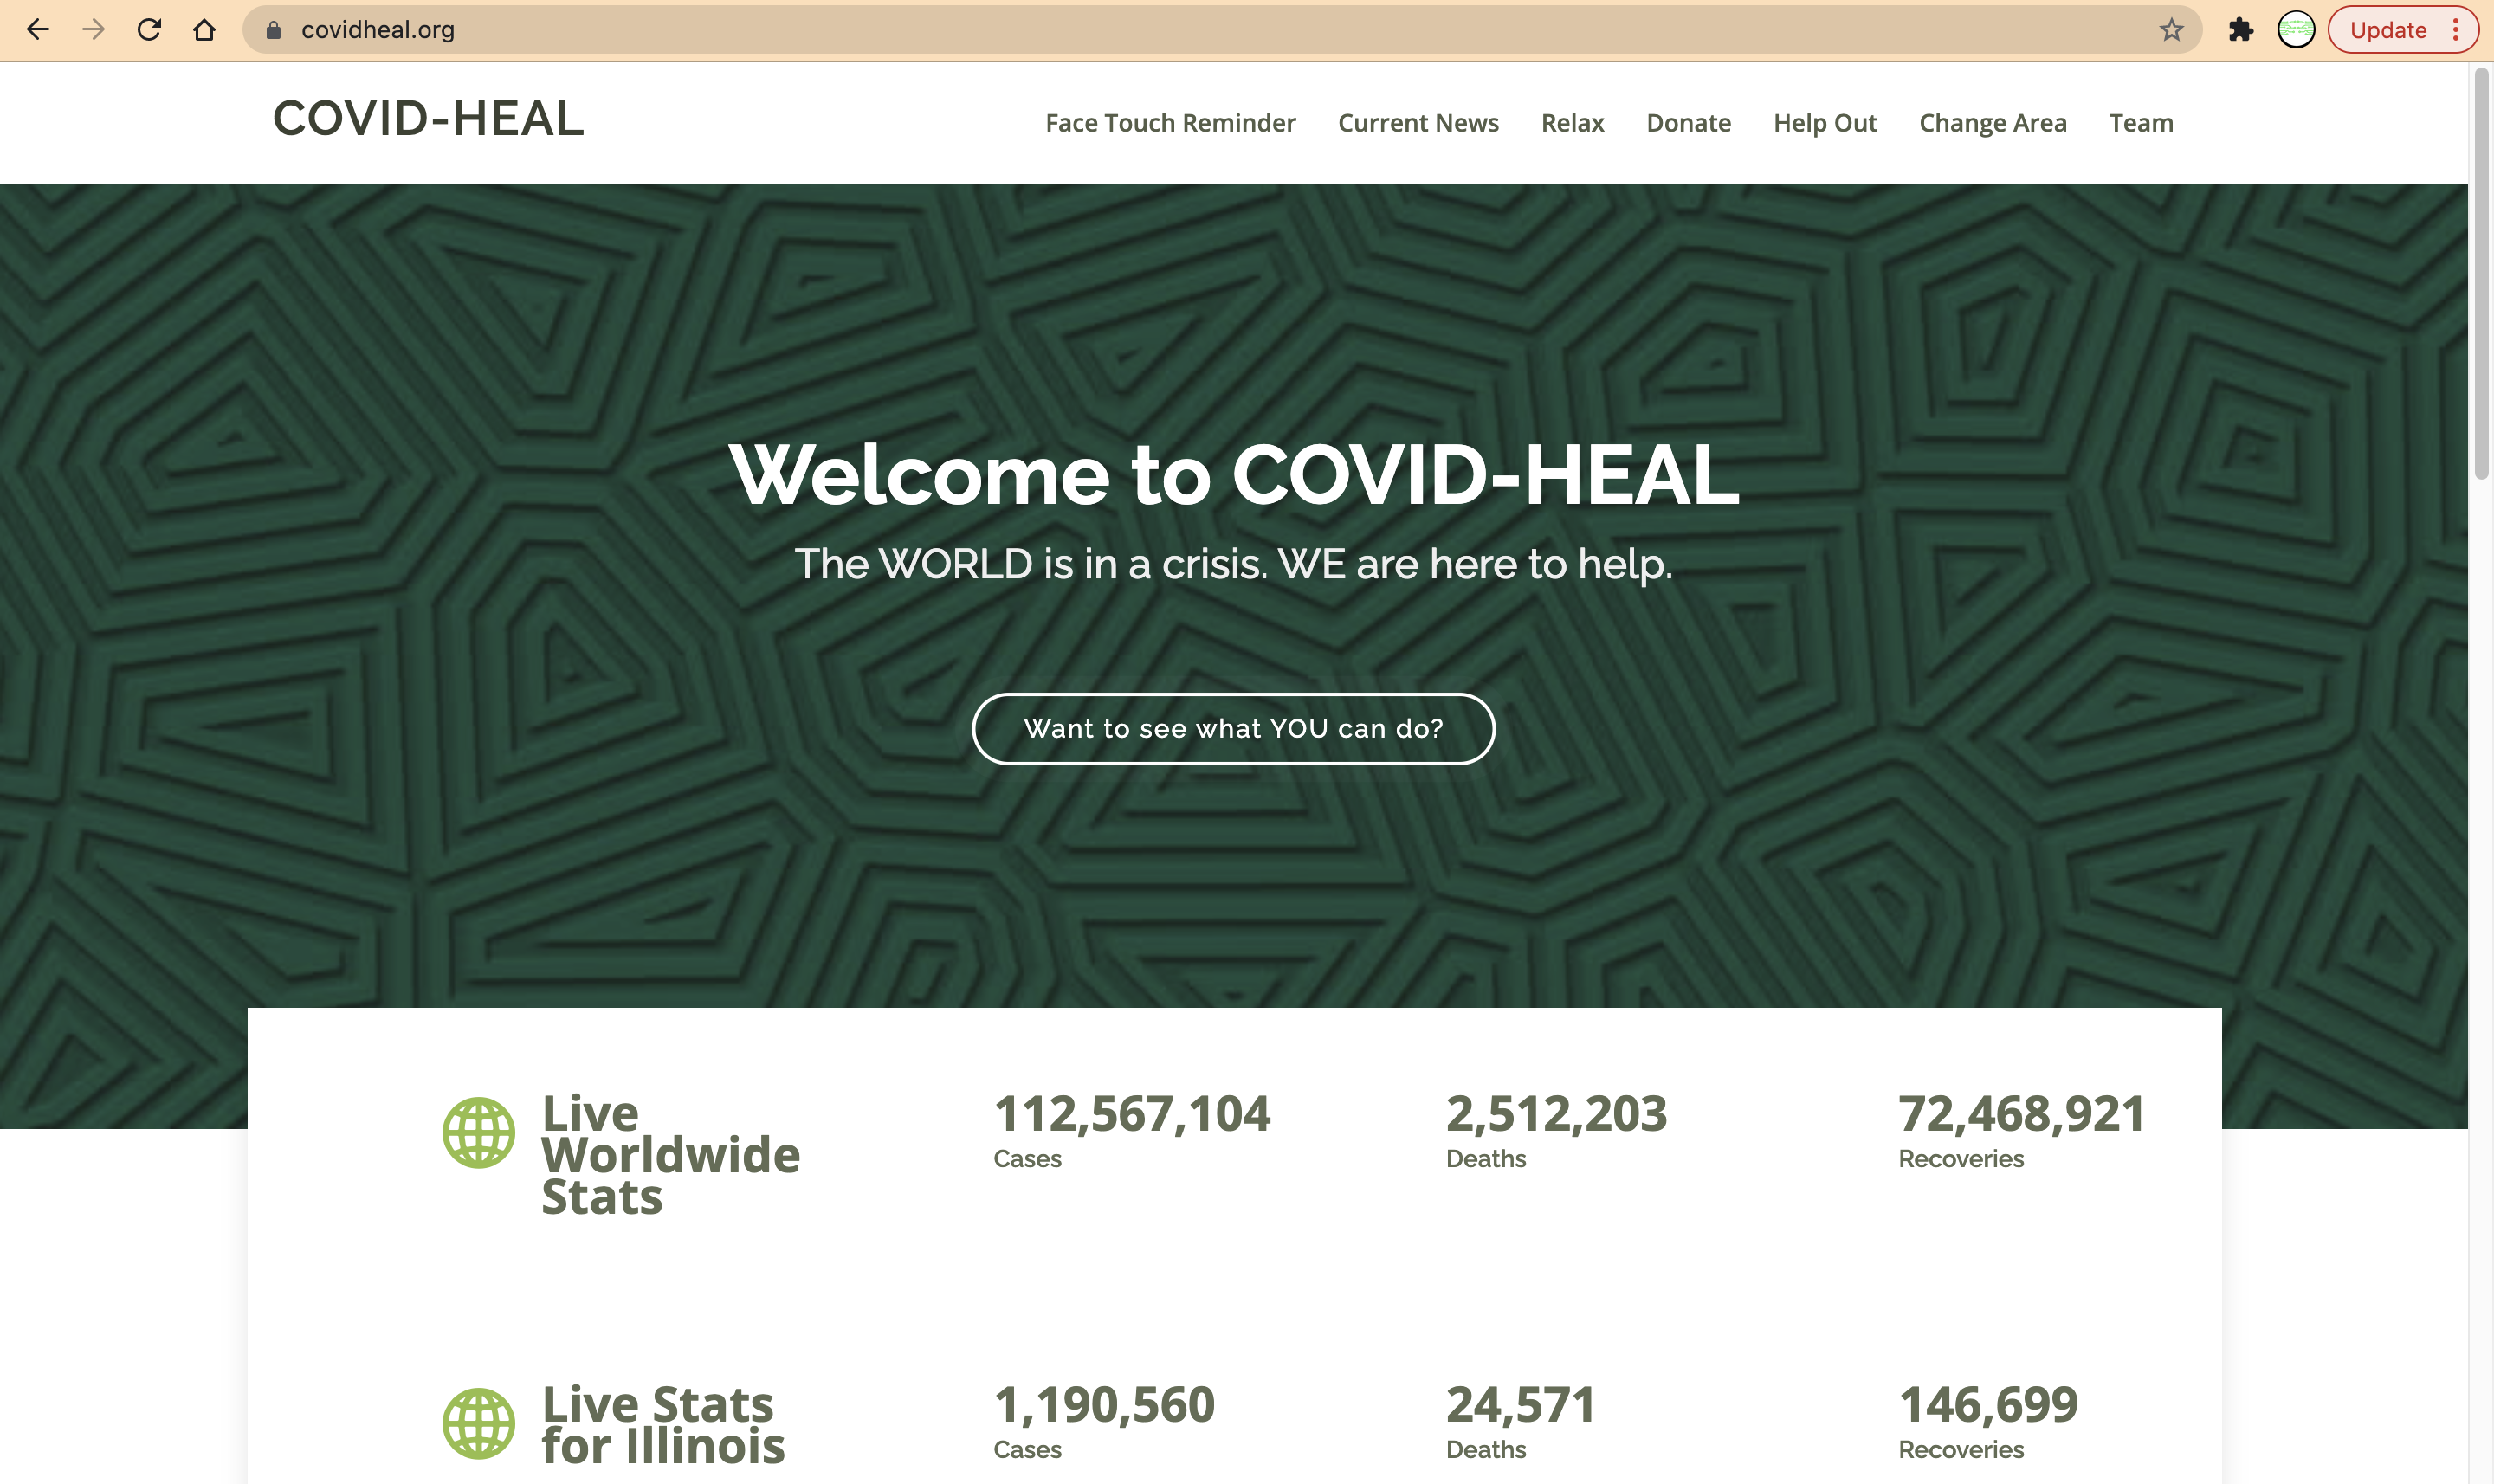 covidheal.org
Update
COVID-HEAL
Face Touch Reminder Current News Relax Donate Help Out Change Area Team
Welcome to COVID-HEAL
The WORLD is in a crisis. WE are here to help.
Want to see what YOU can do?
Live
Worldwide
Stats
112,567,104
Cases
2,512,203
Deaths
72,468,921
Recoveries
Live Stats
for Illinois
1,190,560
Cases
24,571
Deaths
146,699
Recoveries